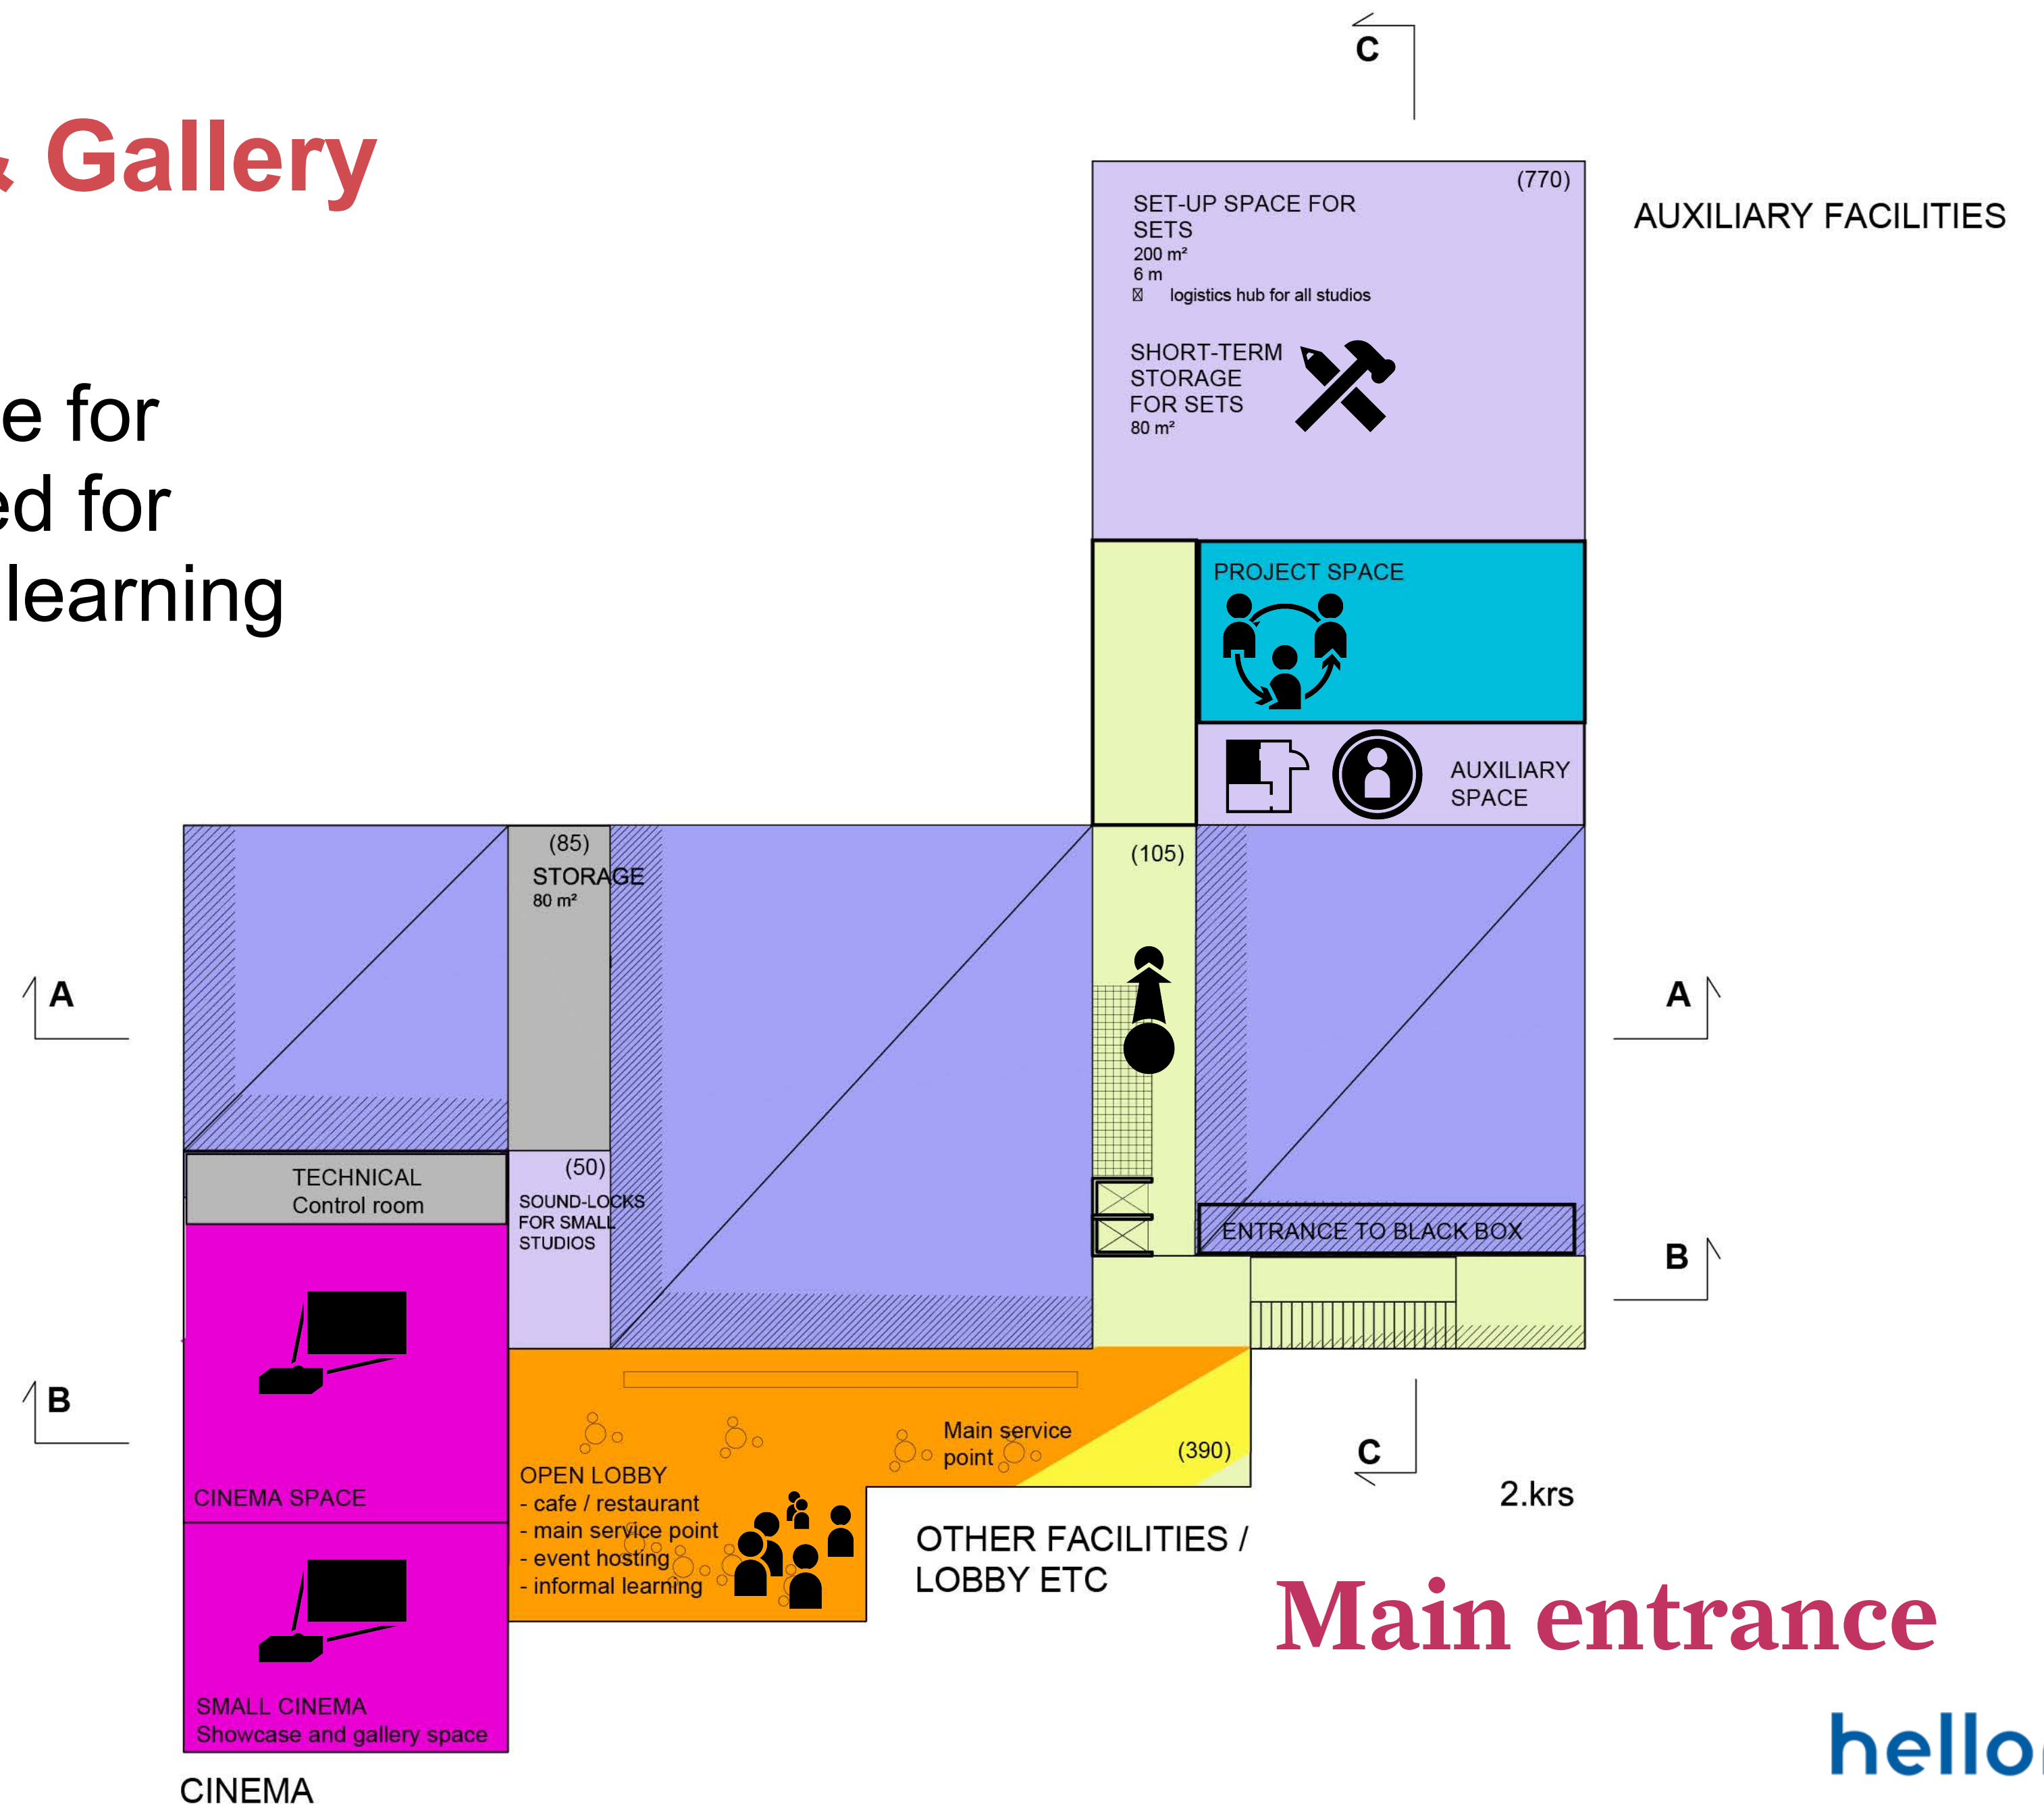 C
& Gallery
(770)
SET-UP SPACE FOR
SETS
200 m²
6 m
logistics hub for all studios
AUXILIARY FACILITIES
SHORT-TERM
STORAGE
FOR SETS
80 m²
e for
ed for
learning
PROJECT SPACE
AUXILIARY
SPACE
(85)
STORAGE
80 m²
(105)
A
A
(50)
SOUND-LOCKS
FOR SMALL
STUDIOS
TECHNICAL
Control room
ENTRANCE TO BLACK BOX
B
B
Main service
point
(390)
C
OPEN LOBBY
- cafe / restaurant
- main service point
- event hosting
- informal learning
CINEMA SPACE
2.krs
OTHER FACILITIES /
LOBBY ETC
Main entrance
SMALL CINEMA
Showcase and gallery space
hello
CINEMA